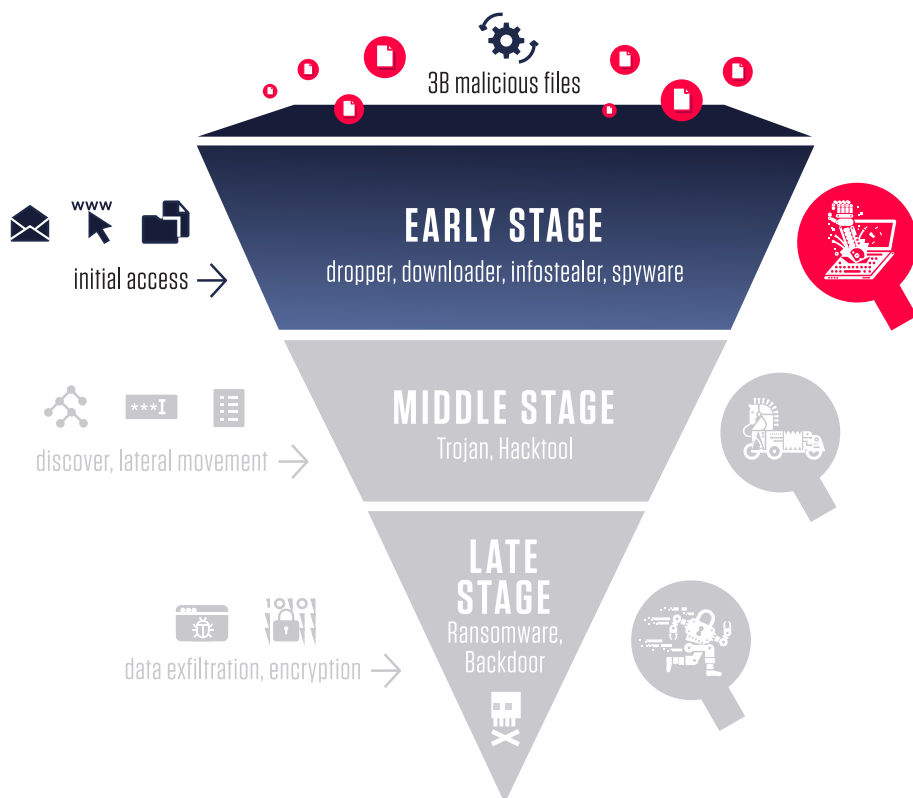 3B malicious files
WWW
EARLY STAGE
dropper, downloader, infostealer, spyware
initial access
MIDDLE STAGE
Trojan, Hacktool
***I
discover, lateral movement
LATE
STAGE
Ransomware,
Backdoor
1010
data exfiltration, encryption